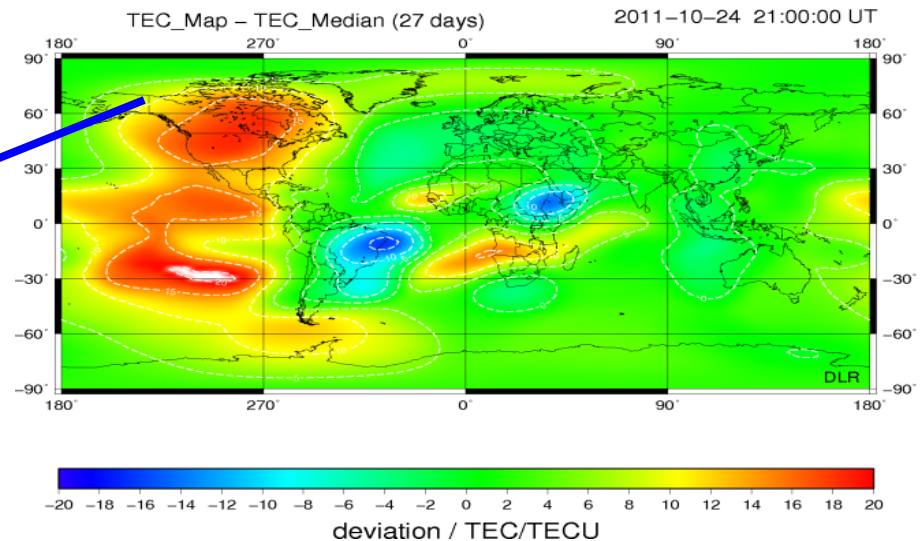 TEC_Map – TEC_Median (27 days) 2011–10–24 21:00:00 UT
180° 270° 0° 90° 180°
90° 90°
60° 60°
30° 30°
0° 0°
−30° −30°
−60° −60°
DLR
−90° −90°
180° 270° 0° 90° 180°
−20 −18 −16 −14 −12 −10 −8 −6 −4 −2 0 2 4 6 8 10 12 14 16 18 20
deviation / TEC/TECU